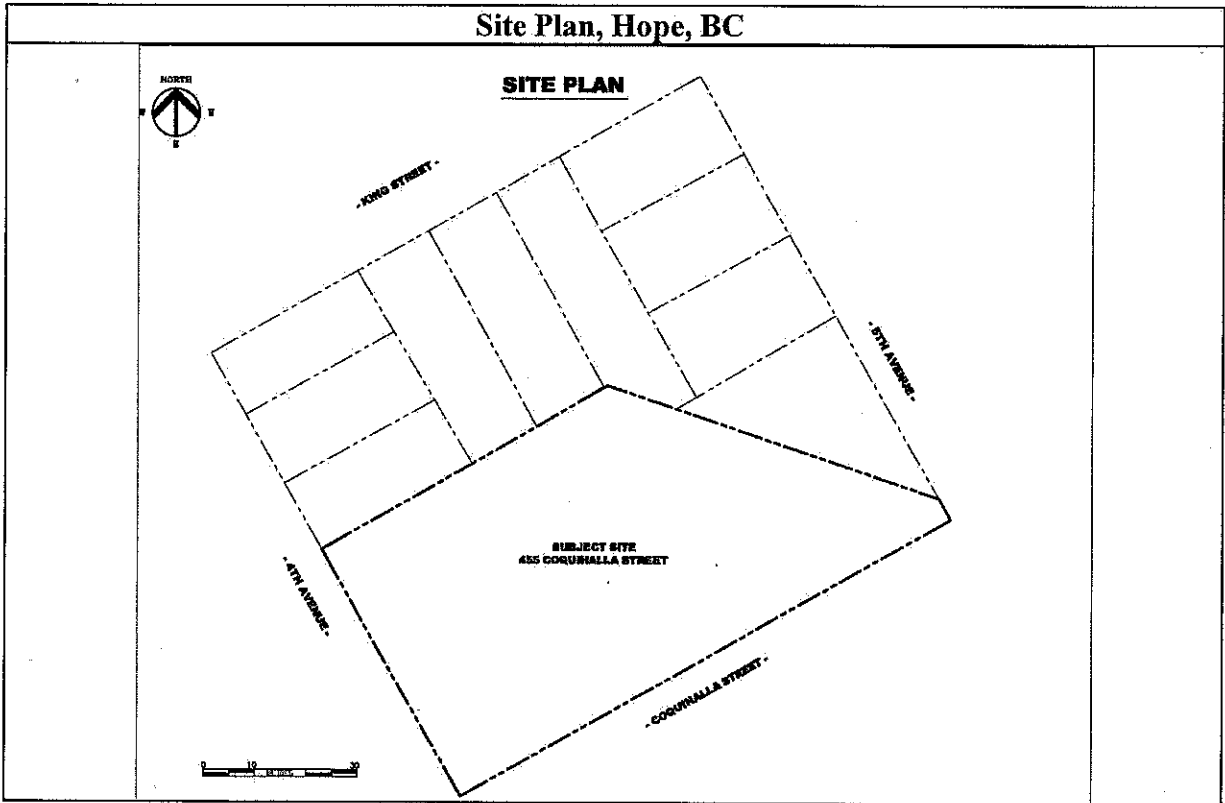 Site Plan, Hope, BC
NORTH
SITE PLAN
- KING STREET -
- 5TH AVENUE -
SUBJECT SITE
455 COQUIHALLA STREET
- 4TH AVENUE -
- COQUIHALLA STREET -
0 10 30